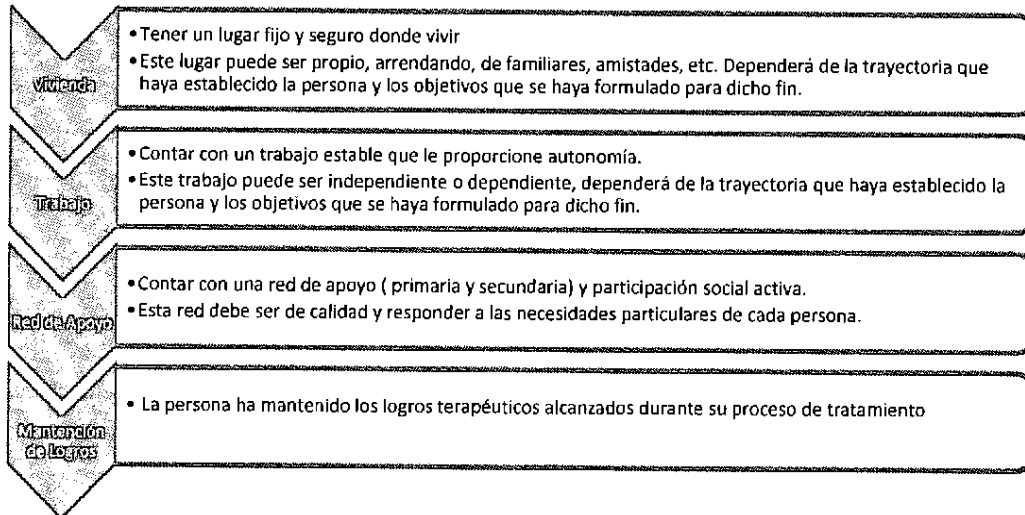 Vivienda
•Tener un lugar fijo y seguro donde vivir
•Este lugar puede ser propio, arrendando, de familiares, amistades, etc. Dependerá de la trayectoria que
haya establecido la persona y los objetivos que se haya formulado para dicho fin.
Trabajo
•Contar con un trabajo estable que le proporcione autonomía.
•Este trabajo puede ser independiente o dependiente, dependerá de la trayectoria que haya establecido la
persona y los objetivos que se haya formulado para dicho fin.
Red de Apoyo
•Contar con una red de apoyo ( primaria y secundaria) y participación social activa.
•Esta red debe ser de calidad y responder a las necesidades particulares de cada persona.
Mantención
de Logros
• La persona ha mantenido los logros terapéuticos alcanzados durante su proceso de tratamiento